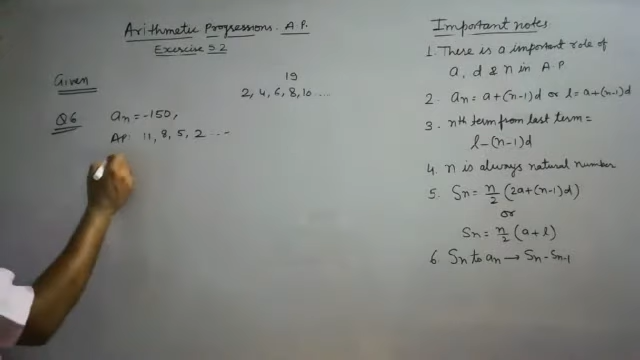 Arithmetic Progressions. A.P.
Exercise 5.2
Given
19
2, 4, 6, 8, 10 ....
Q6. an = -150,
AP: 11, 8, 5, 2 ...
Important notes
1. There is a important role of
a, d & n in A.P
2. an = a+(n-1)d or l = a+(n-1)d
3. nth term from last term =
l-(n-1)d
4. n is always natural number
5. Sn = n/2 (2a+(n-1)d)
or
Sn = n/2 (a+l)
6. Sn to an → Sn - Sn-1